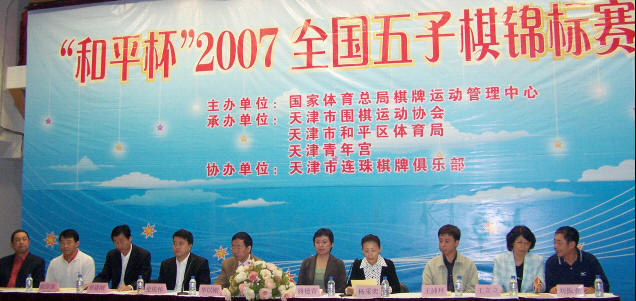 “和平杯”2007 全国五子棋锦标赛
主办单位：国家体育总局棋牌运动管理中心
承办单位：天津市围棋运动协会
天津市和平区体育局
天津青年宫
协办单位：天津市连珠棋牌俱乐部